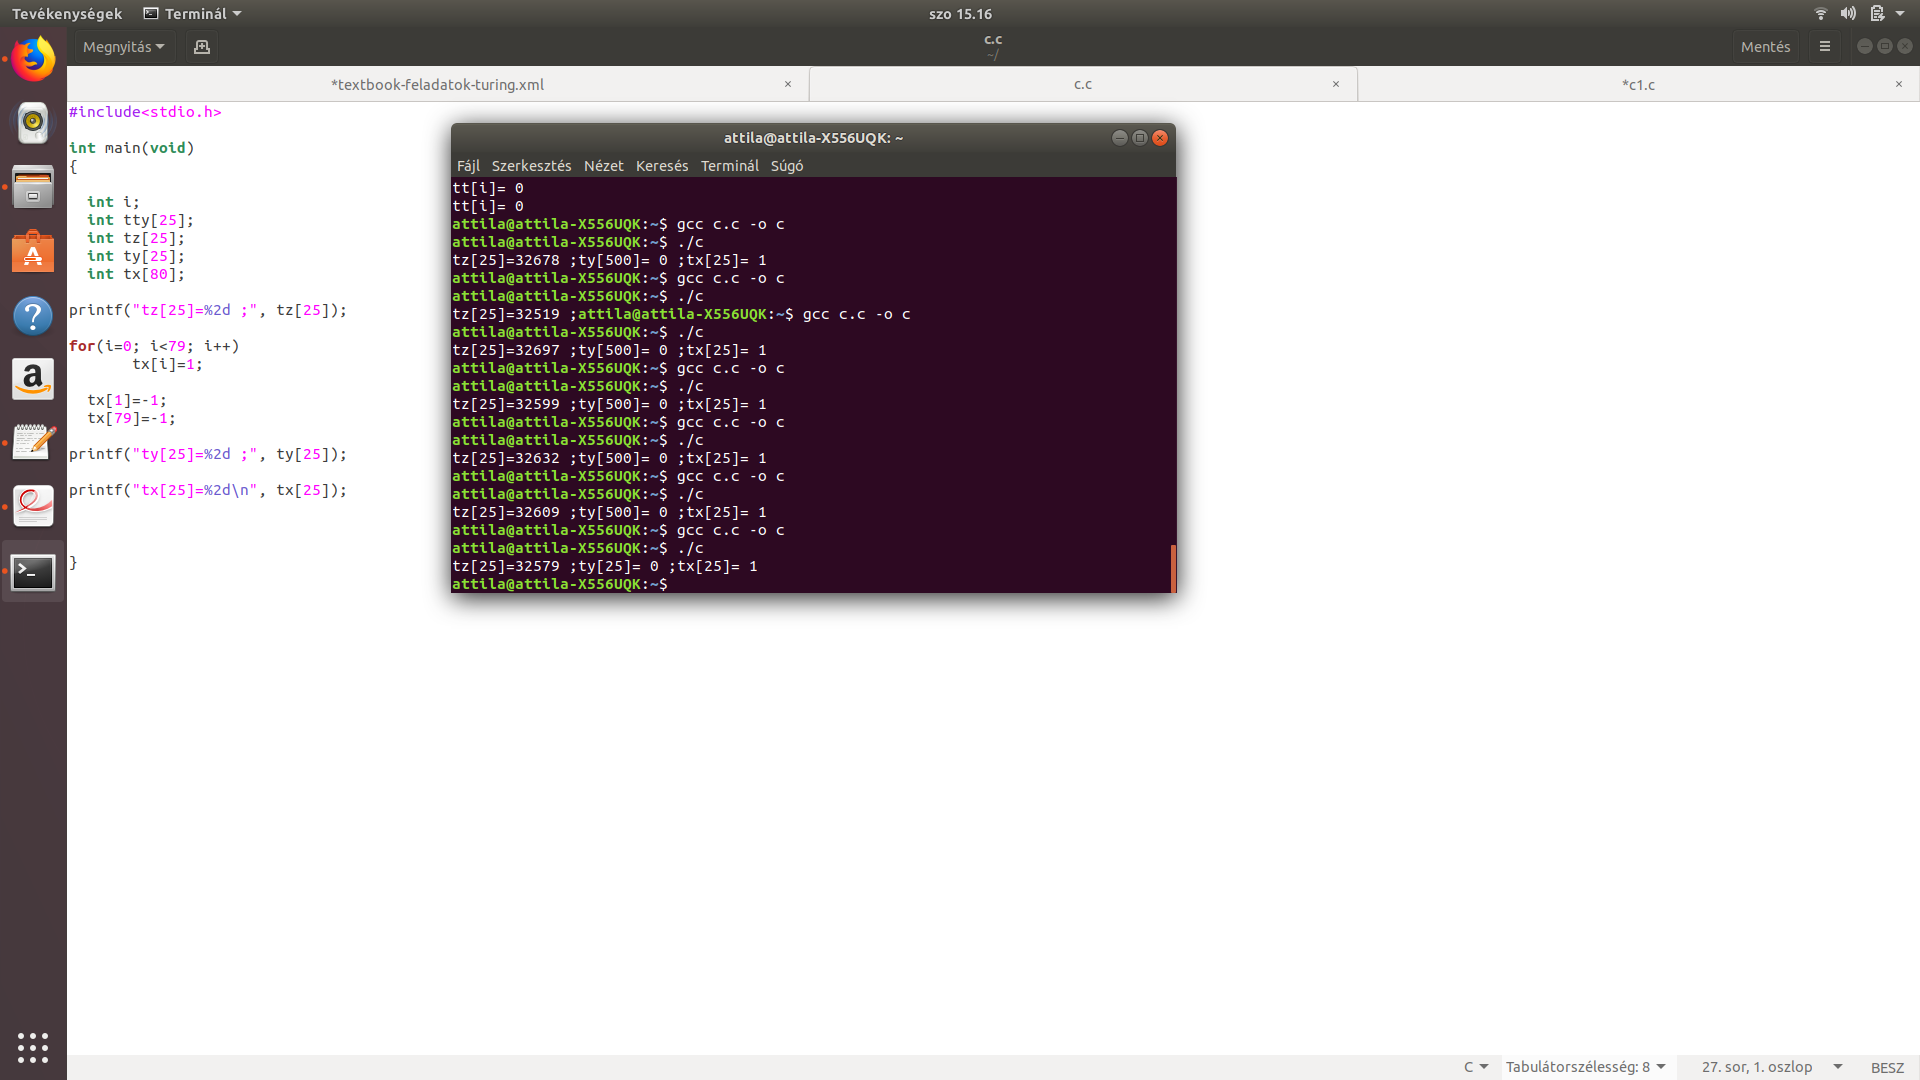 Tevékenységek Terminál szo 15.16
Megnyitás c.c Mentés
~/
*textbook-feladatok-turing.xml × c.c × *c1.c ×
#include<stdio.h>
int main(void)
{
int i;
int tty[25];
int tz[25];
int ty[25];
int tx[80];
printf("tz[25]=%2d ;", tz[25]);
for(i=0; i<79; i++)
tx[i]=1;
tx[1]=-1;
tx[79]=-1;
printf("ty[25]=%2d ;", ty[25]);
printf("tx[25]=%2d\n", tx[25]);
}
attila@attila-X556UQK: ~
Fájl Szerkesztés Nézet Keresés Terminál Súgó
tt[i]= 0
tt[i]= 0
attila@attila-X556UQK:~$ gcc c.c -o c
attila@attila-X556UQK:~$ ./c
tz[25]=32678 ;ty[500]= 0 ;tx[25]= 1
attila@attila-X556UQK:~$ gcc c.c -o c
attila@attila-X556UQK:~$ ./c
tz[25]=32519 ;attila@attila-X556UQK:~$ gcc c.c -o c
attila@attila-X556UQK:~$ ./c
tz[25]=32697 ;ty[500]= 0 ;tx[25]= 1
attila@attila-X556UQK:~$ gcc c.c -o c
attila@attila-X556UQK:~$ ./c
tz[25]=32599 ;ty[500]= 0 ;tx[25]= 1
attila@attila-X556UQK:~$ gcc c.c -o c
attila@attila-X556UQK:~$ ./c
tz[25]=32632 ;ty[500]= 0 ;tx[25]= 1
attila@attila-X556UQK:~$ gcc c.c -o c
attila@attila-X556UQK:~$ ./c
tz[25]=32609 ;ty[500]= 0 ;tx[25]= 1
attila@attila-X556UQK:~$ gcc c.c -o c
attila@attila-X556UQK:~$ ./c
tz[25]=32579 ;ty[25]= 0 ;tx[25]= 1
attila@attila-X556UQK:~$
C Tabulátorszélesség: 8 27. sor, 1. oszlop BESZ